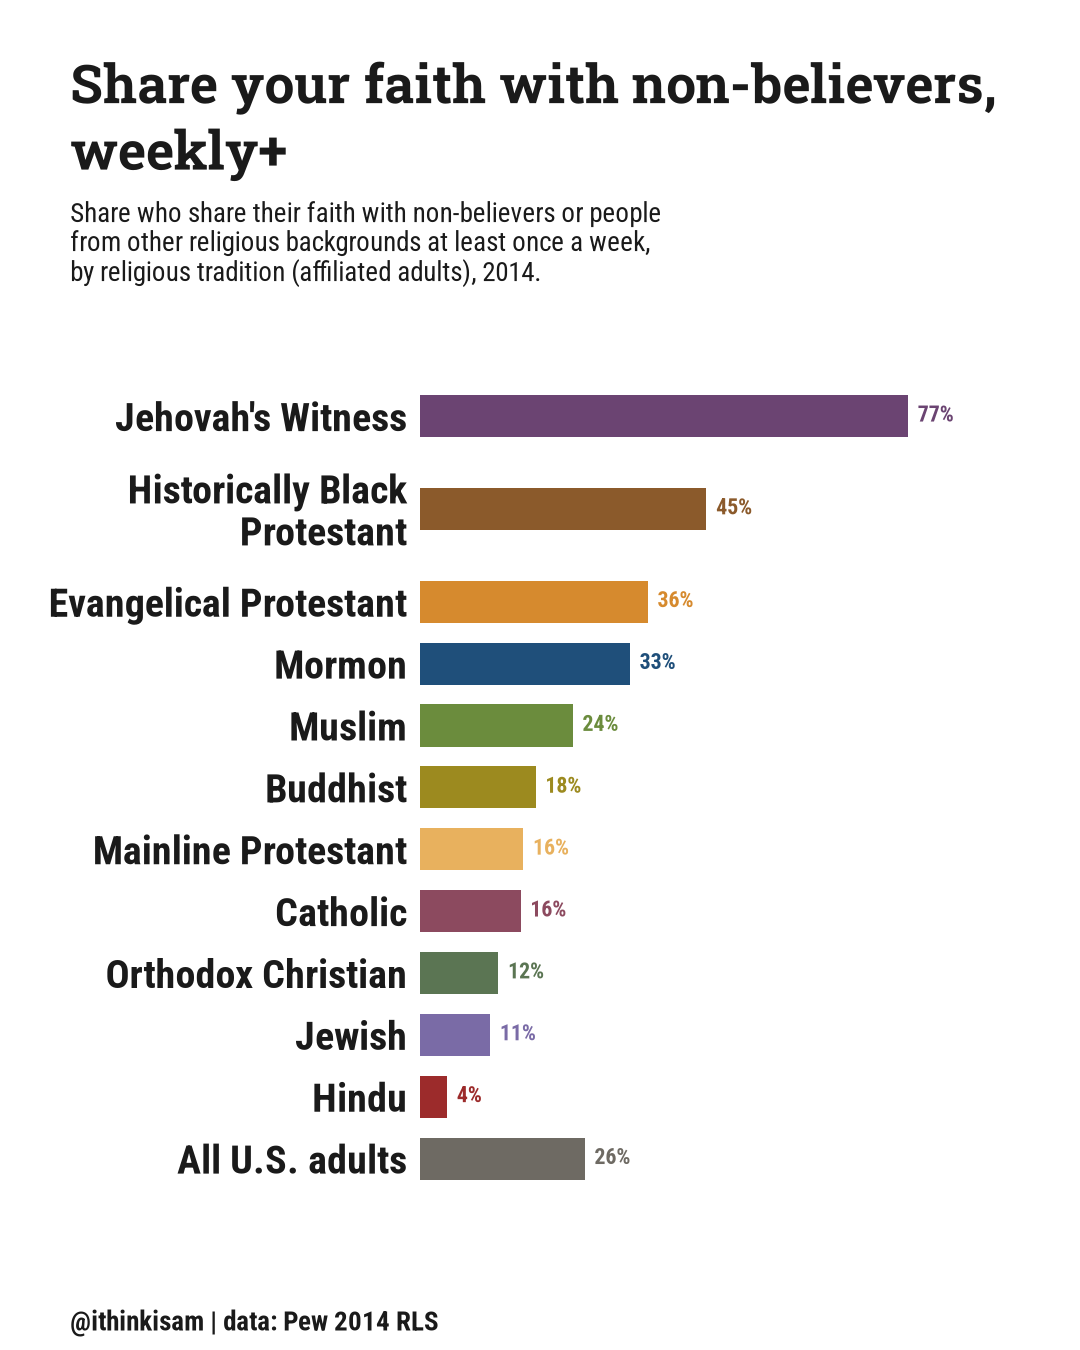 Share your faith with non-believers,
weekly+
Share who share their faith with non-believers or people
from other religious backgrounds at least once a week,
by religious tradition (affiliated adults), 2014.
Jehovah's Witness 77%
Historically Black
Protestant 45%
Evangelical Protestant 36%
Mormon 33%
Muslim 24%
Buddhist 18%
Mainline Protestant 16%
Catholic 16%
Orthodox Christian 12%
Jewish 11%
Hindu 4%
All U.S. adults 26%
@ithinkisam | data: Pew 2014 RLS